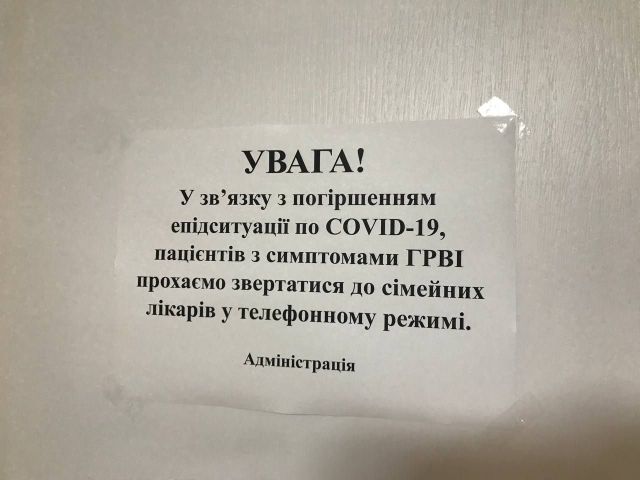 УВАГА!
У зв’язку з погіршенням
епідситуації по COVID-19,
пацієнтів з симптомами ГРВІ
прохаємо звертатися до сімейних
лікарів у телефонному режимі.
Адміністрація